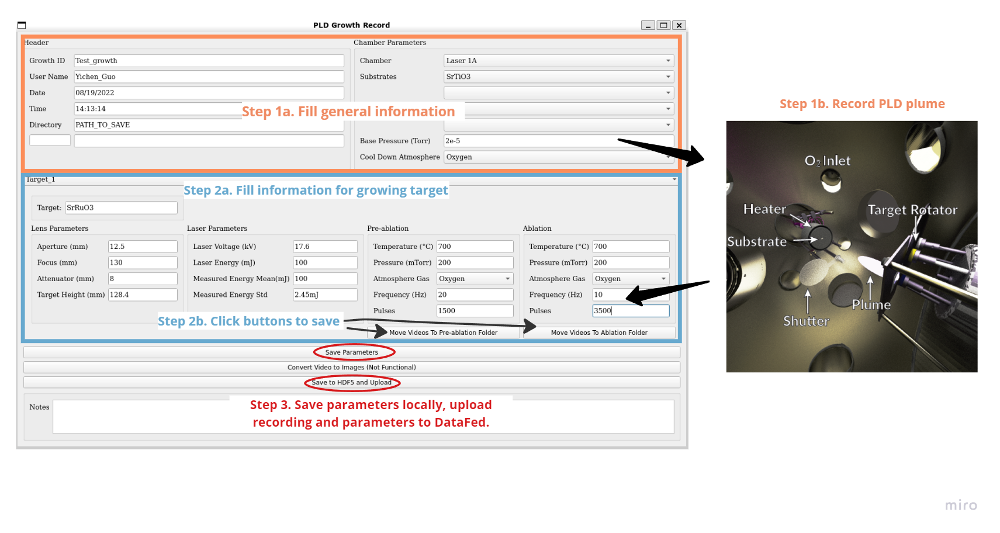 PLD Growth Record
Header
Growth ID Test_growth
User Name Yichen_Guo
Date 08/19/2022
Time 14:13:14
Directory PATH_TO_SAVE
Chamber Parameters
Chamber Laser 1A
Substrates SrTiO3
Base Pressure (Torr) 2e-5
Cool Down Atmosphere Oxygen
Step 1a. Fill general information
Target_1
Step 2a. Fill information for growing target
Target: SrRuO3
Lens Parameters
Aperture (mm) 12.5
Focus (mm) 130
Attenuator (mm) 8
Target Height (mm) 128.4
Laser Parameters
Laser Voltage (kV) 17.6
Laser Energy (mJ) 100
Measured Energy Mean(mJ) 100
Measured Energy Std 2.45mJ
Pre-ablation
Temperature (°C) 700
Pressure (mTorr) 200
Atmosphere Gas Oxygen
Frequency (Hz) 20
Pulses 1500
Ablation
Temperature (°C) 700
Pressure (mTorr) 200
Atmosphere Gas Oxygen
Frequency (Hz) 10
Pulses 3500
Step 2b. Click buttons to save
Move Videos To Pre-ablation Folder
Move Videos To Ablation Folder
Save Parameters
Convert Video to Images (Not Functional)
Save to HDF5 and Upload
Notes
Step 3. Save parameters locally, upload
recording and parameters to DataFed.
Step 1b. Record PLD plume
O₂ Inlet
Heater
Target Rotator
Substrate
Plume
Shutter
miro